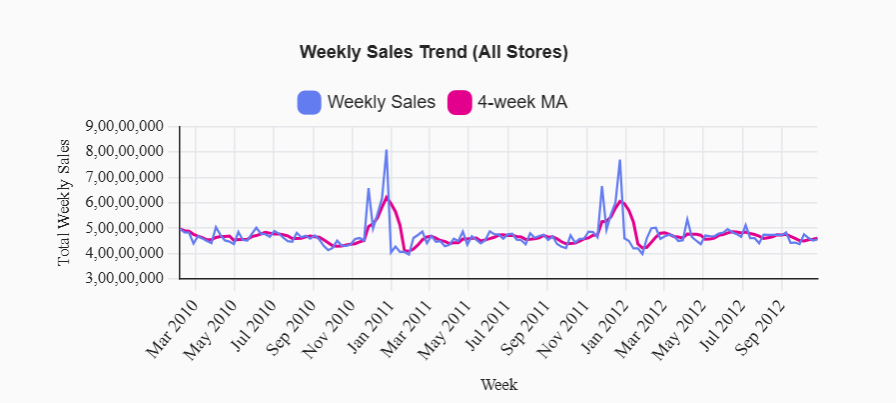 Weekly Sales Trend (All Stores)
Weekly Sales
4-week MA
Total Weekly Sales
9,00,00,000
8,00,00,000
7,00,00,000
6,00,00,000
5,00,00,000
4,00,00,000
3,00,00,000
Mar 2010
May 2010
Jul 2010
Sep 2010
Nov 2010
Jan 2011
Mar 2011
May 2011
Jul 2011
Sep 2011
Nov 2011
Jan 2012
Mar 2012
May 2012
Jul 2012
Sep 2012
Week